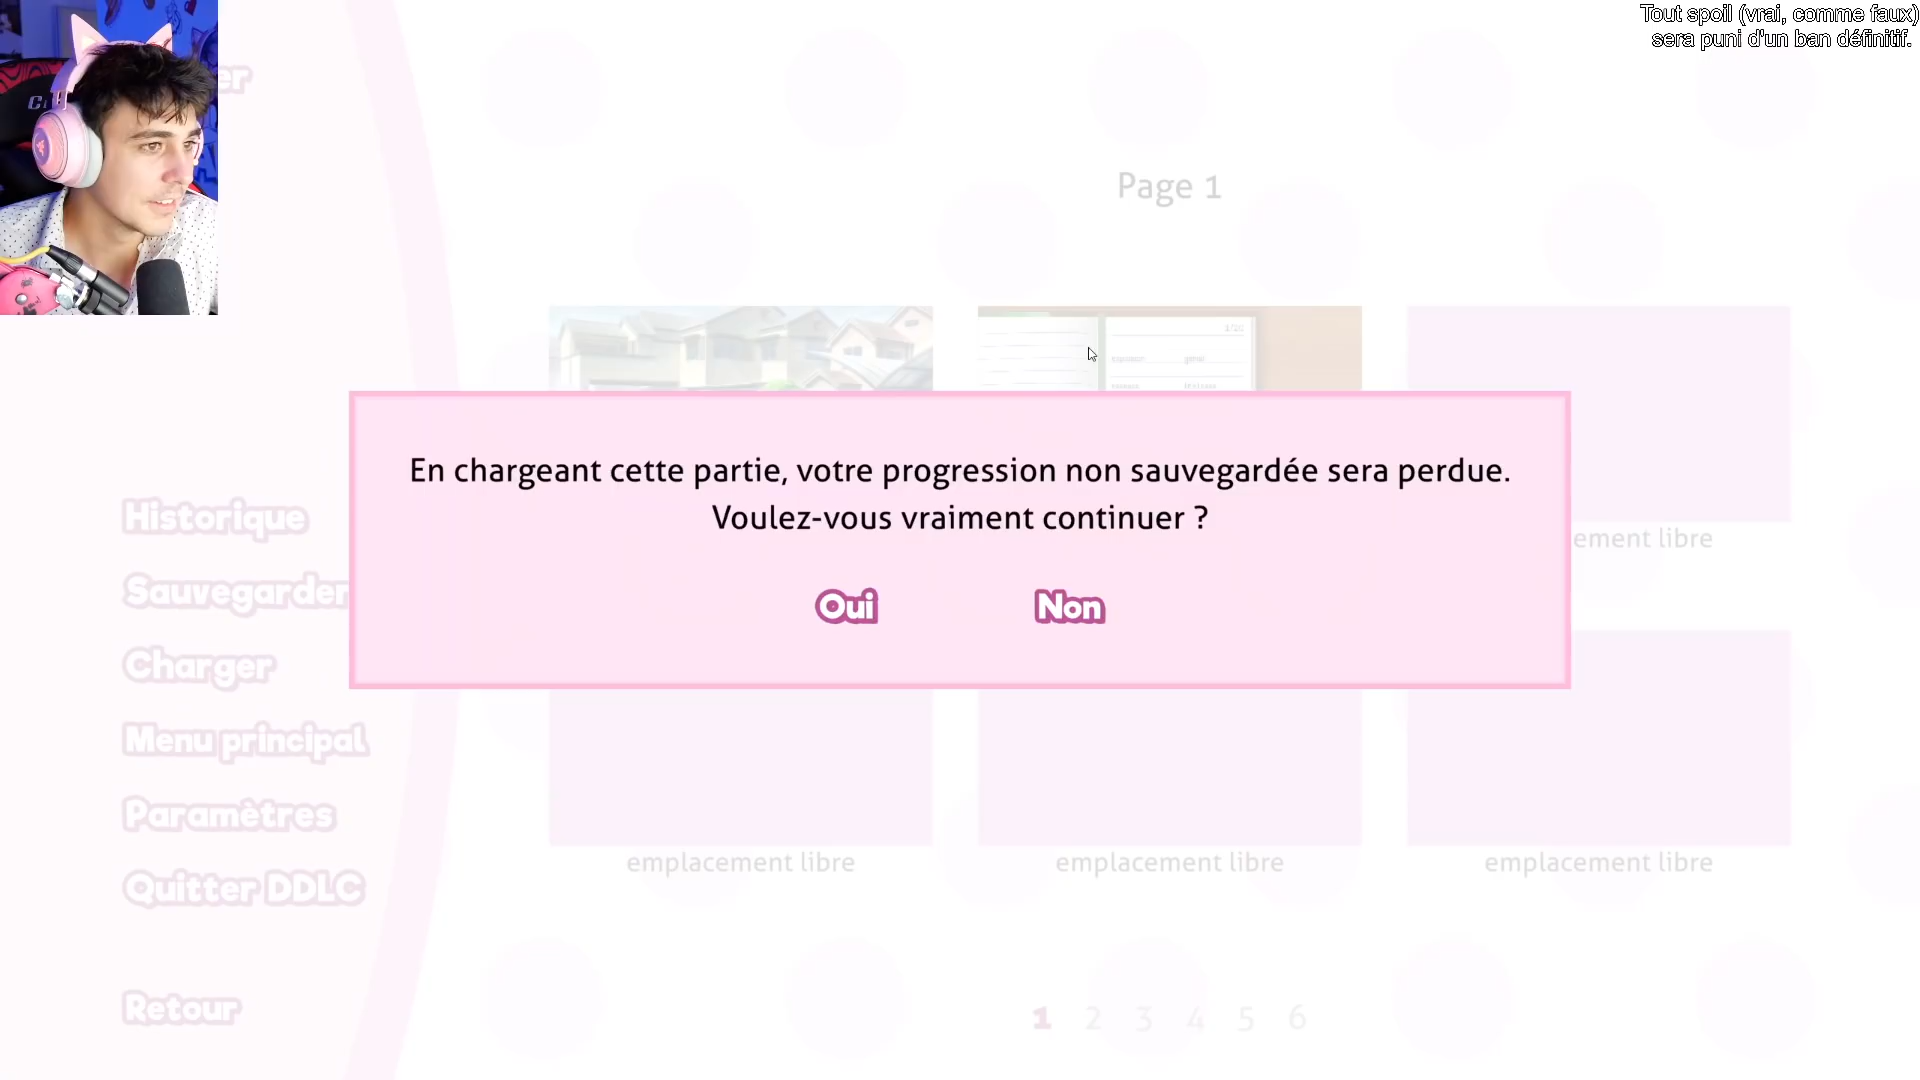 Tout spoil (vrai, comme faux)
sera puni d'un ban définitif.
er
Page 1
En chargeant cette partie, votre progression non sauvegardée sera perdue.
Voulez-vous vraiment continuer ?
Oui
Non
Historique
Sauvegarder
Charger
Menu principal
Paramètres
Quitter DDLC
Retour
ement libre
emplacement libre
emplacement libre
emplacement libre
1 2 3 4 5 6